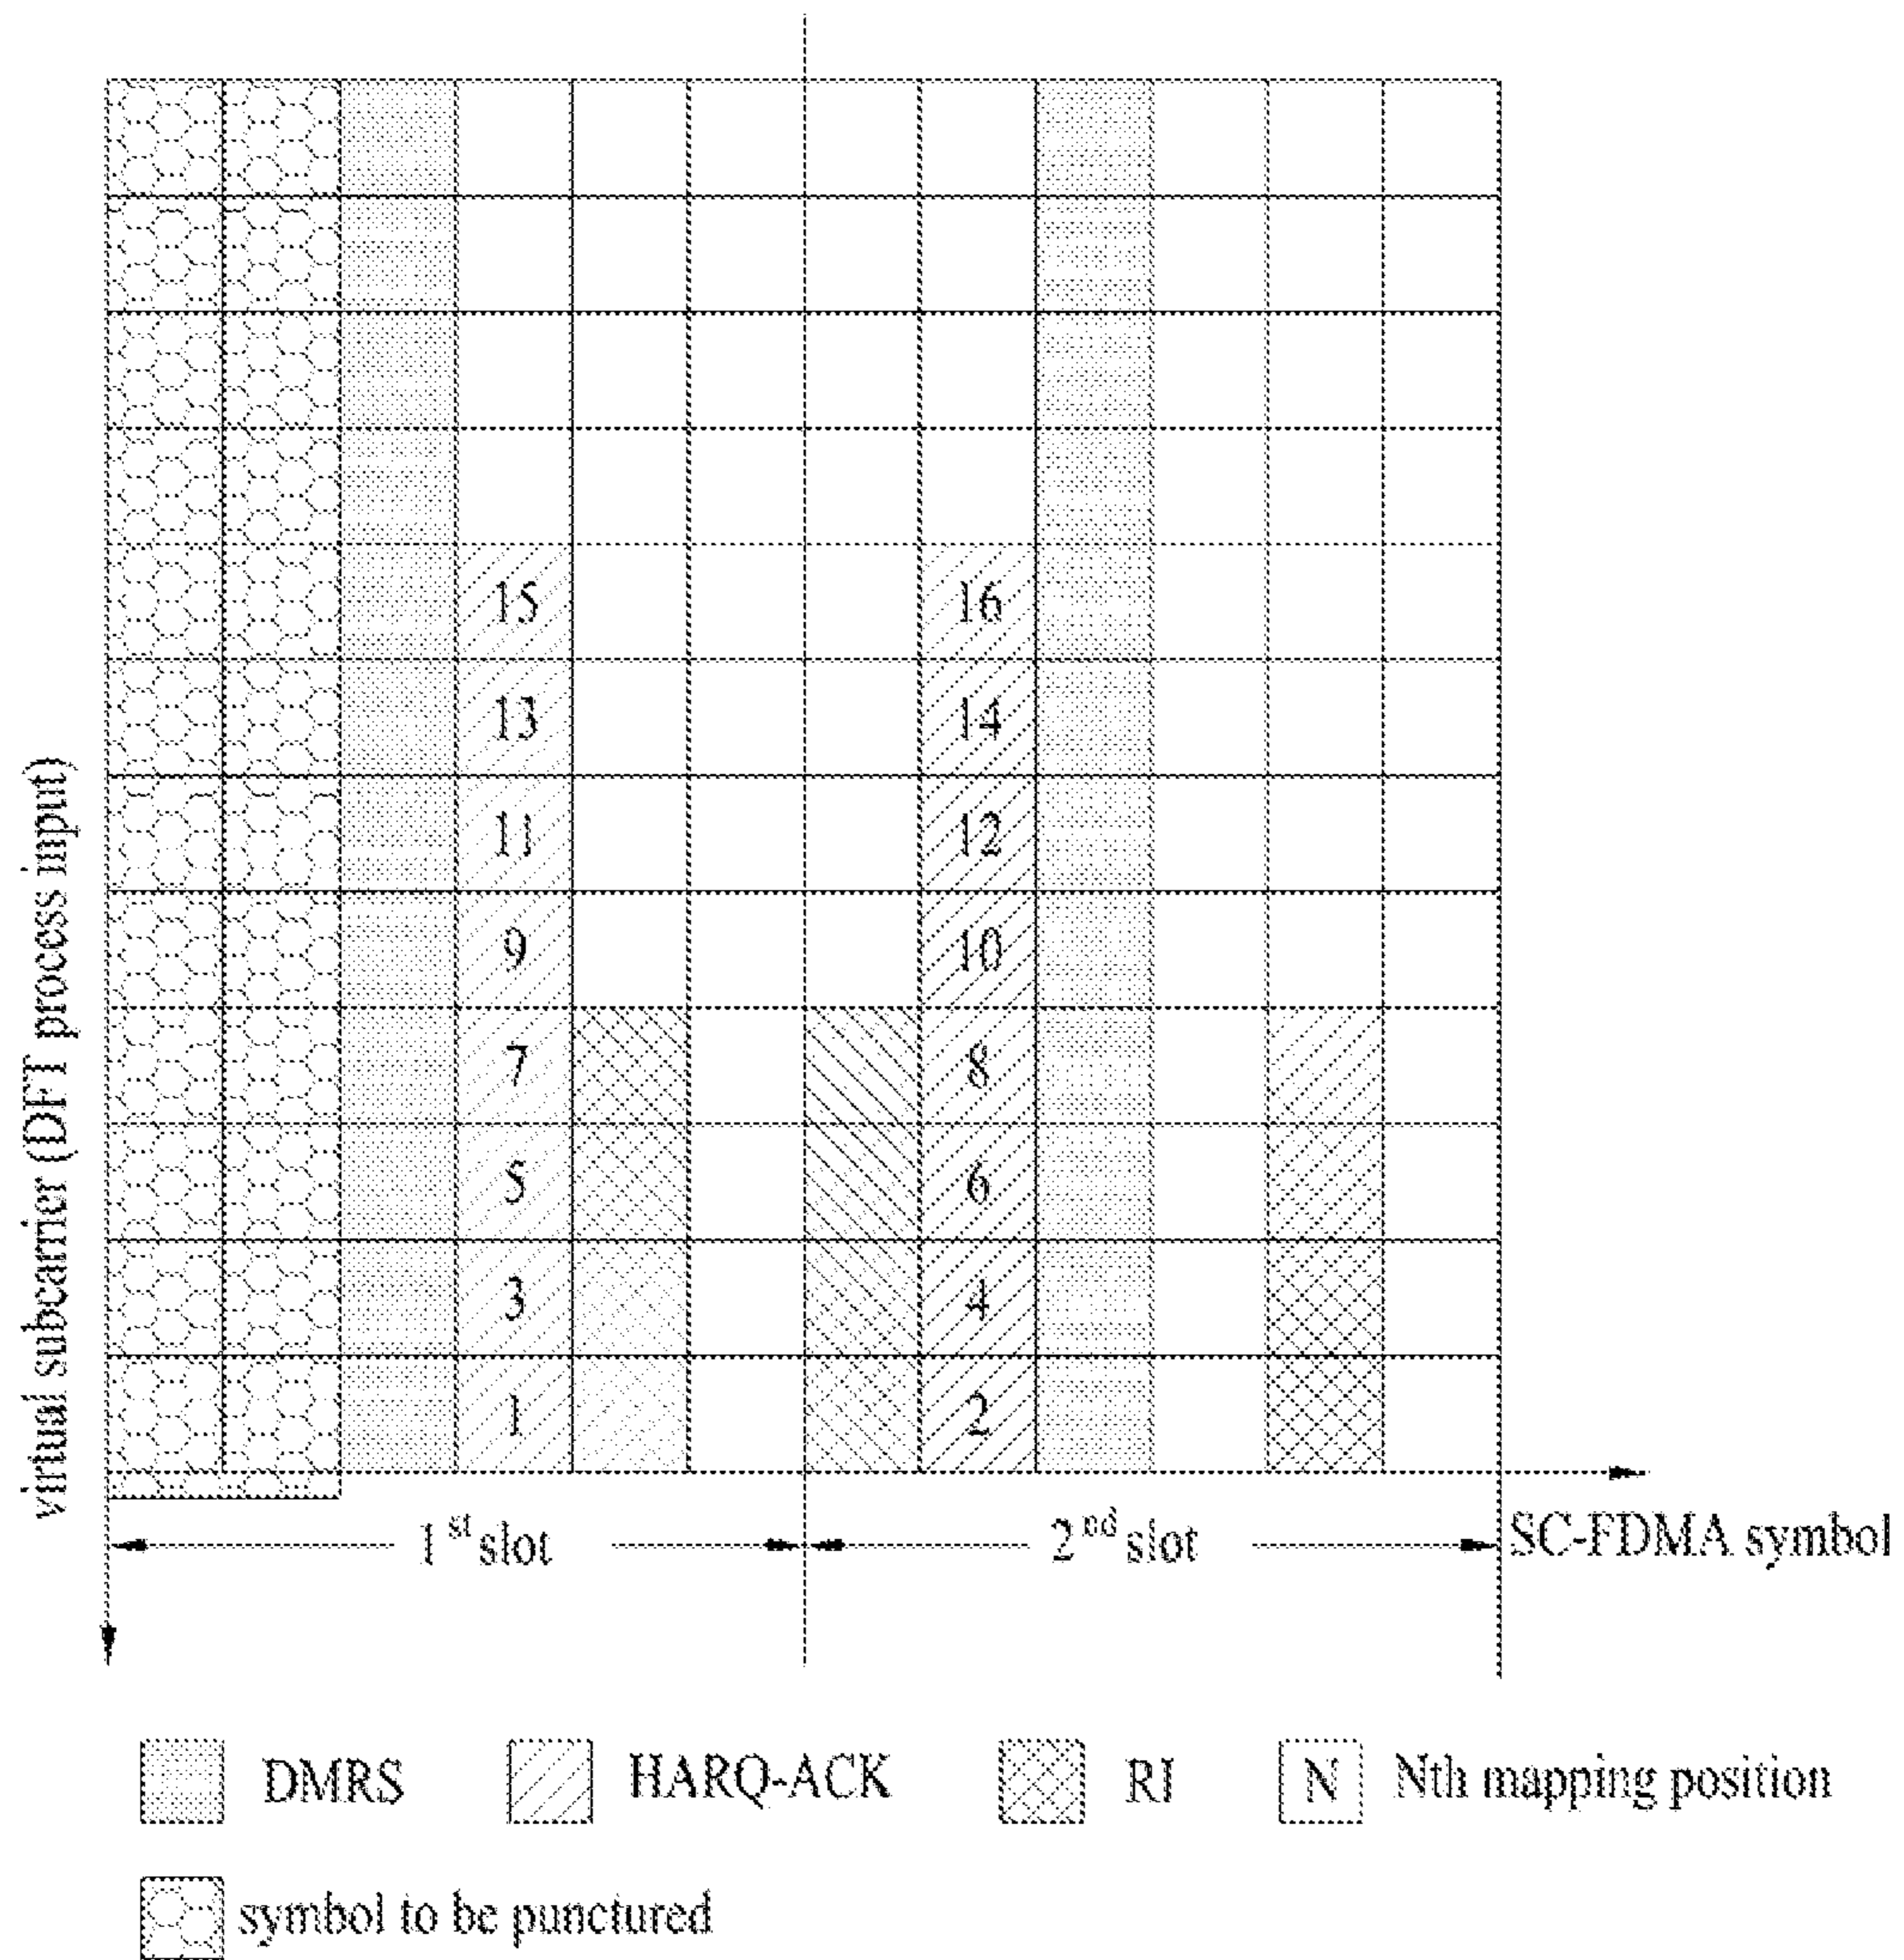 virtual subcarrier (DFT process input)
15 16
13 14
11 12
9 10
7 8
5 6
3 4
1 2
1st slot 2nd slot SC-FDMA symbol
DMRS HARQ-ACK RI N Nth mapping position
symbol to be punctured